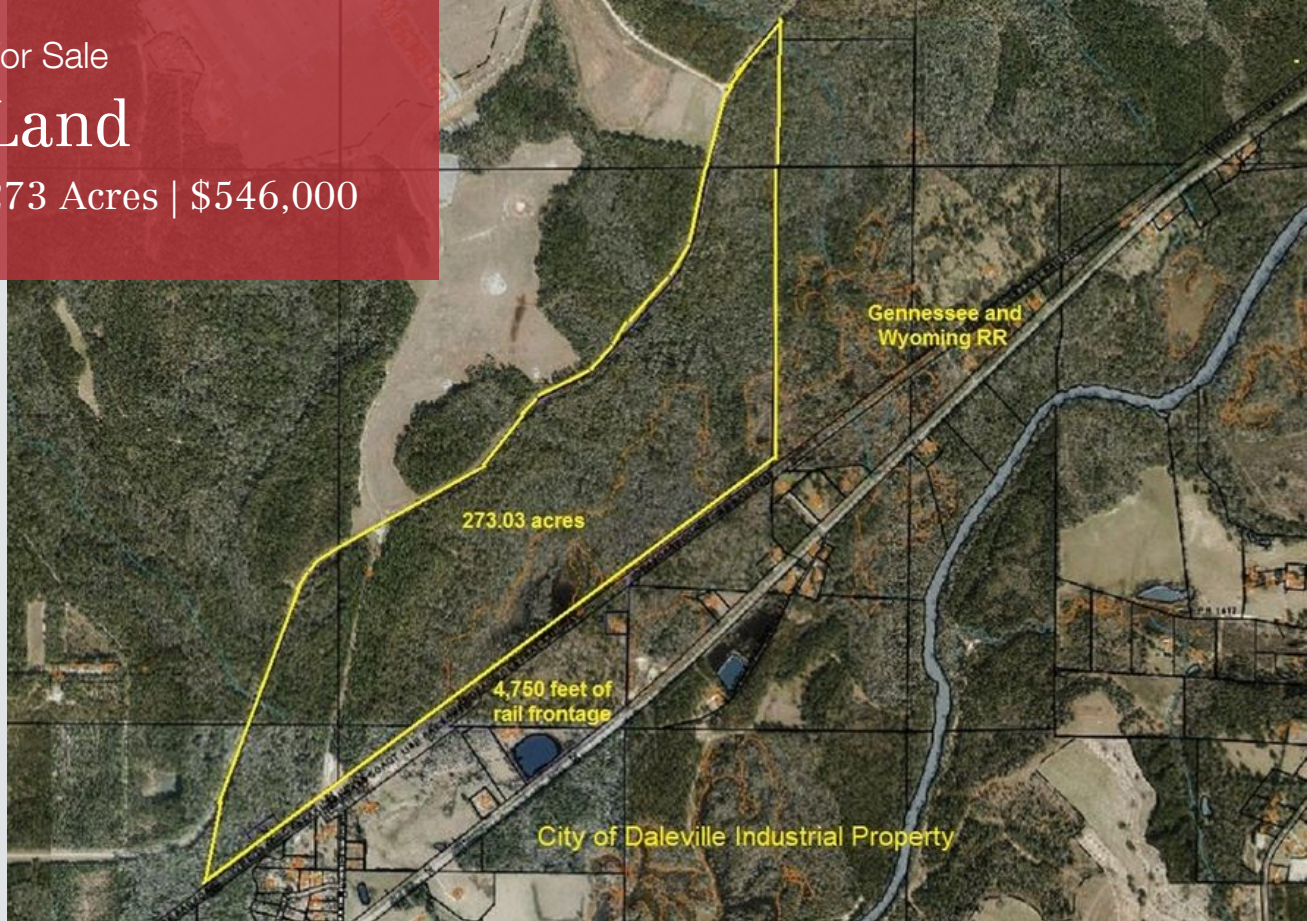 or Sale
Land
273 Acres | $546,000
Gennessee and
Wyoming RR
273.03 acres
4,750 feet of
rail frontage
City of Daleville Industrial Property